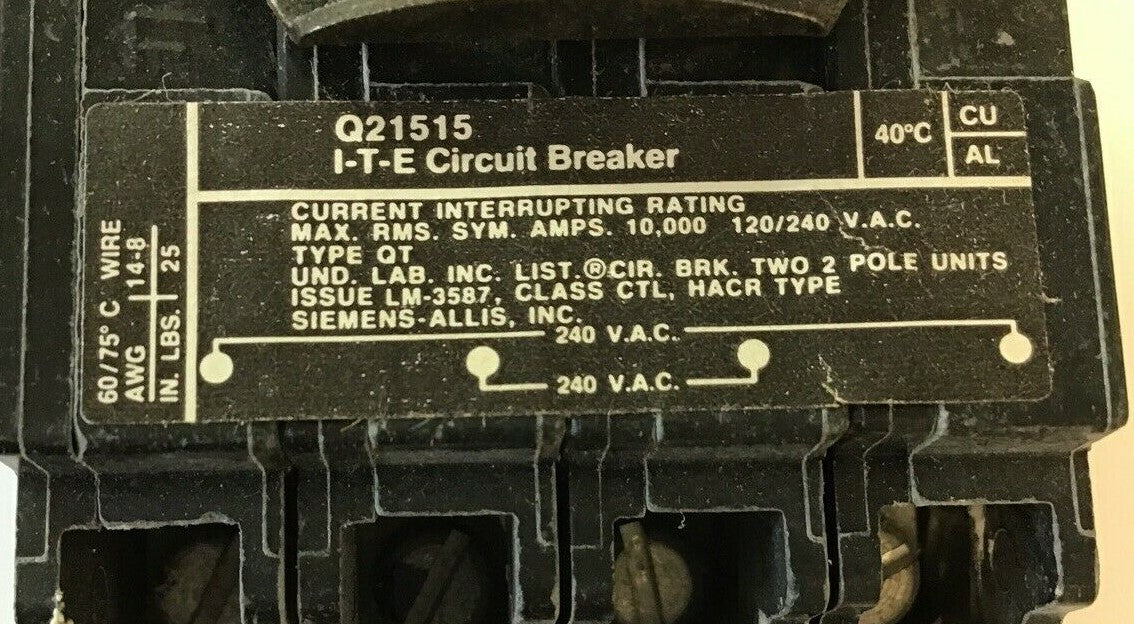 Q21515
I-T-E Circuit Breaker
40°C
CU
AL
CURRENT INTERRUPTING RATING
MAX. RMS. SYM. AMPS. 10,000 120/240 V.A.C.
TYPE QT
UND. LAB. INC. LIST.®CIR. BRK. TWO 2 POLE UNITS
ISSUE LM-3587, CLASS CTL, HACR TYPE
SIEMENS-ALLIS, INC.
240 V.A.C.
240 V.A.C.
60/75° C WIRE
AWG 14-8
IN. LBS. 25